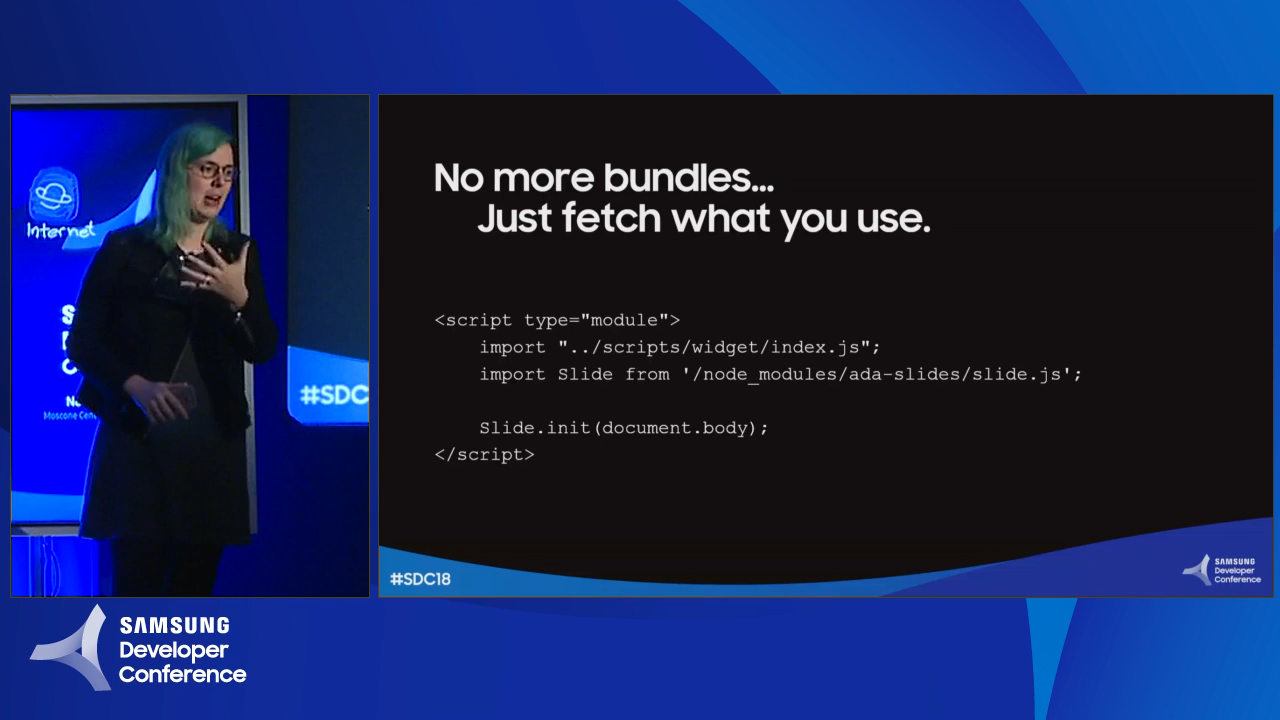 Internet
#SDC
No more bundles...
Just fetch what you use.
<script type="module">
import "../scripts/widget/index.js";
import Slide from '/node_modules/ada-slides/slide.js';
Slide.init(document.body);
</script>
#SDC18
SAMSUNG
Developer
Conference
SAMSUNG
Developer
Conference